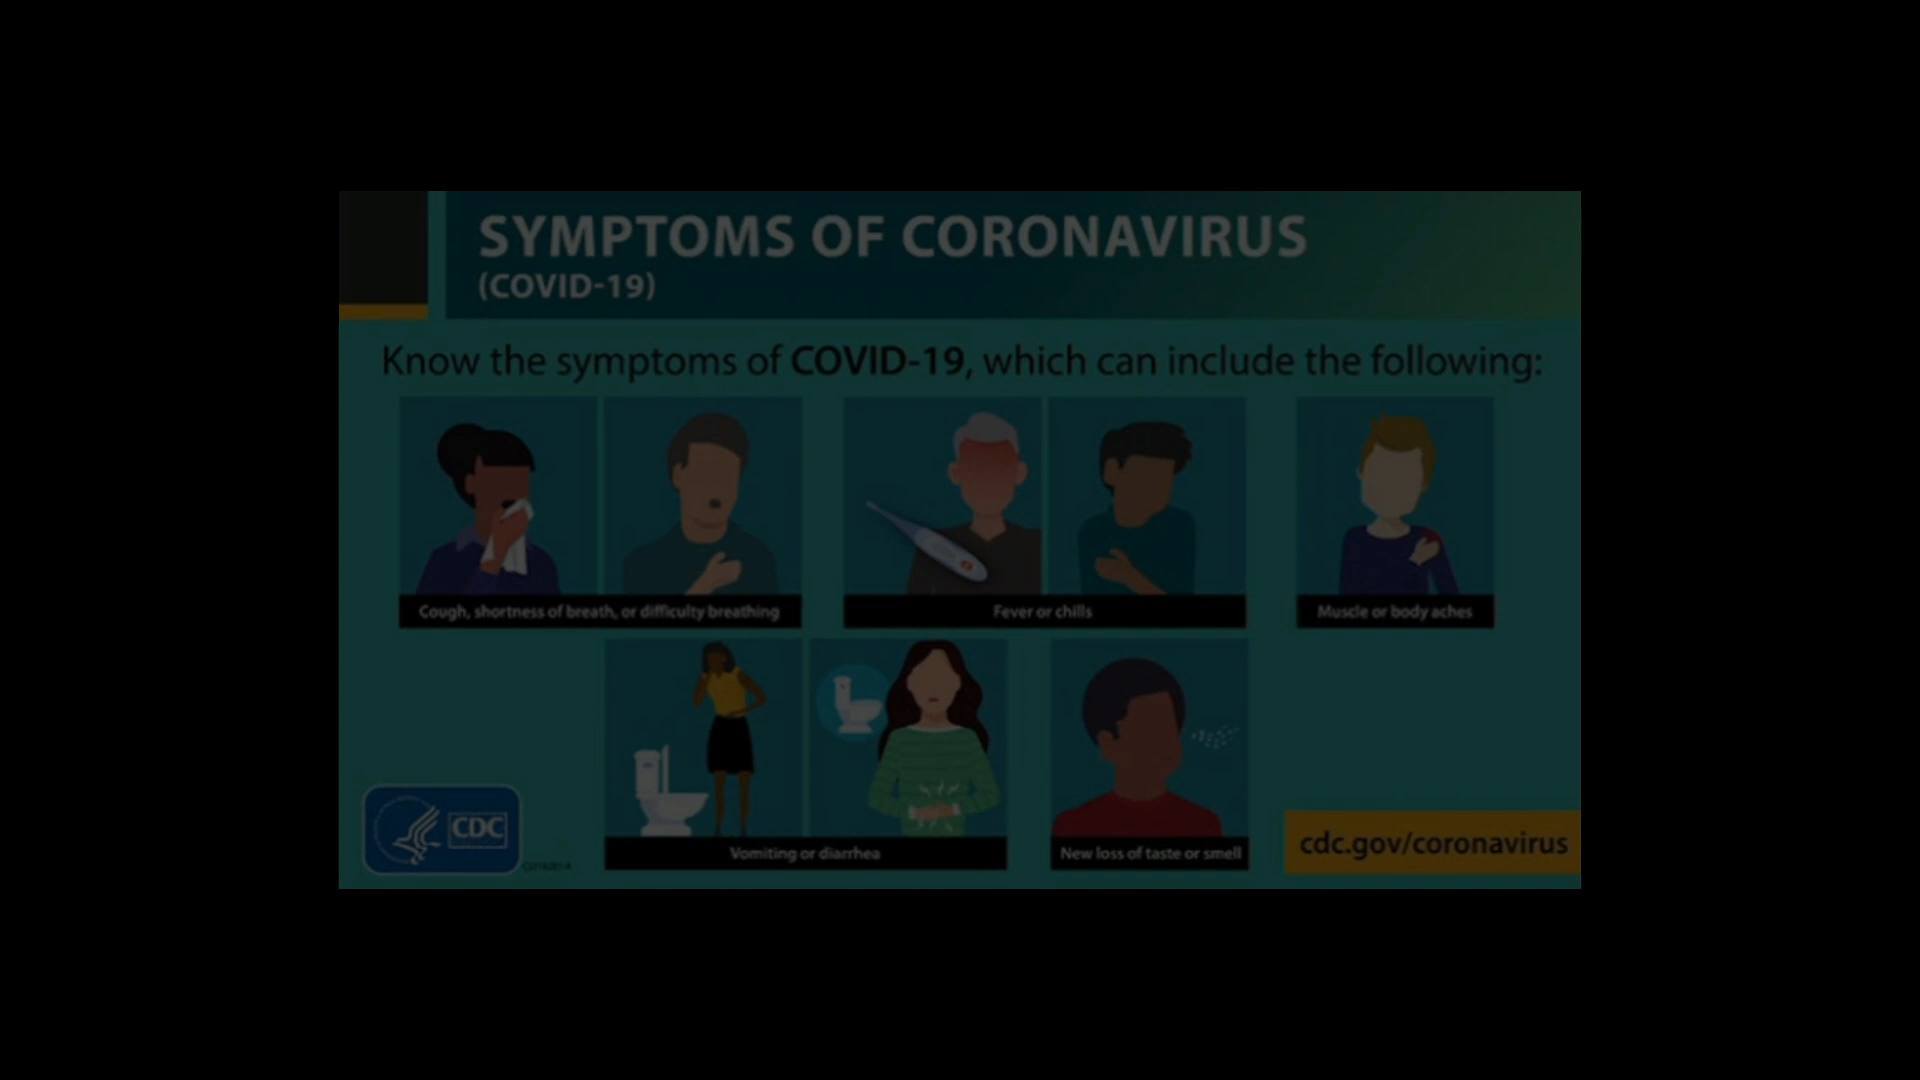 SYMPTOMS OF CORONAVIRUS
(COVID-19)
Know the symptoms of COVID-19, which can include the following:
Cough, shortness of breath, or difficulty breathing
Fever or chills
Muscle or body aches
Vomiting or diarrhea
New loss of taste or smell
CDC
cdc.gov/coronavirus